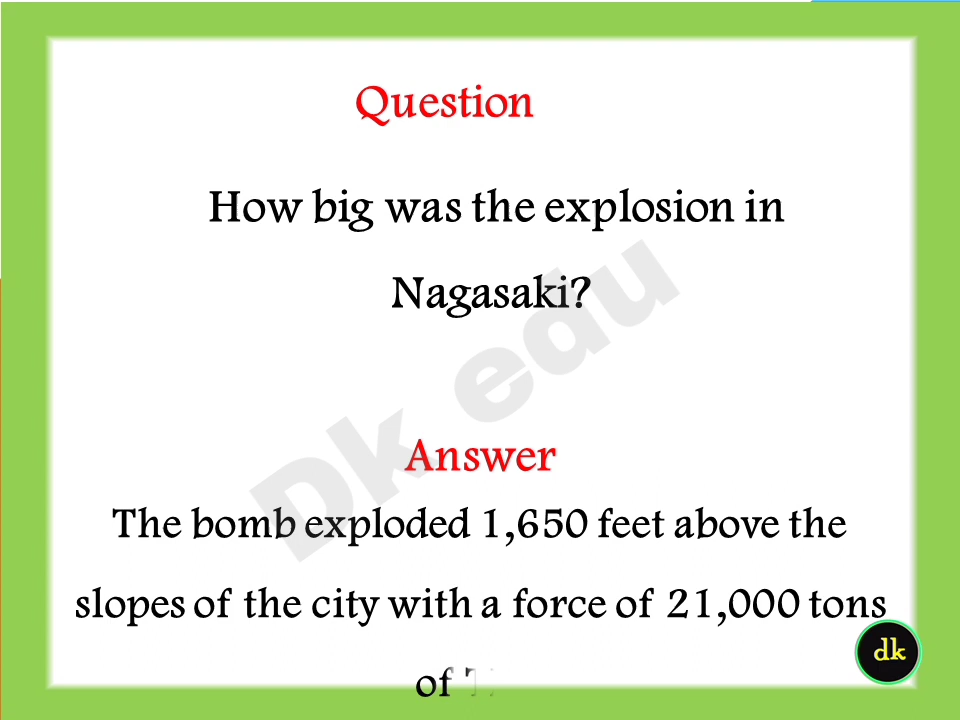 Question
How big was the explosion in
Nagasaki?
Dk edu
Answer
The bomb exploded 1,650 feet above the
slopes of the city with a force of 21,000 tons
dk
of